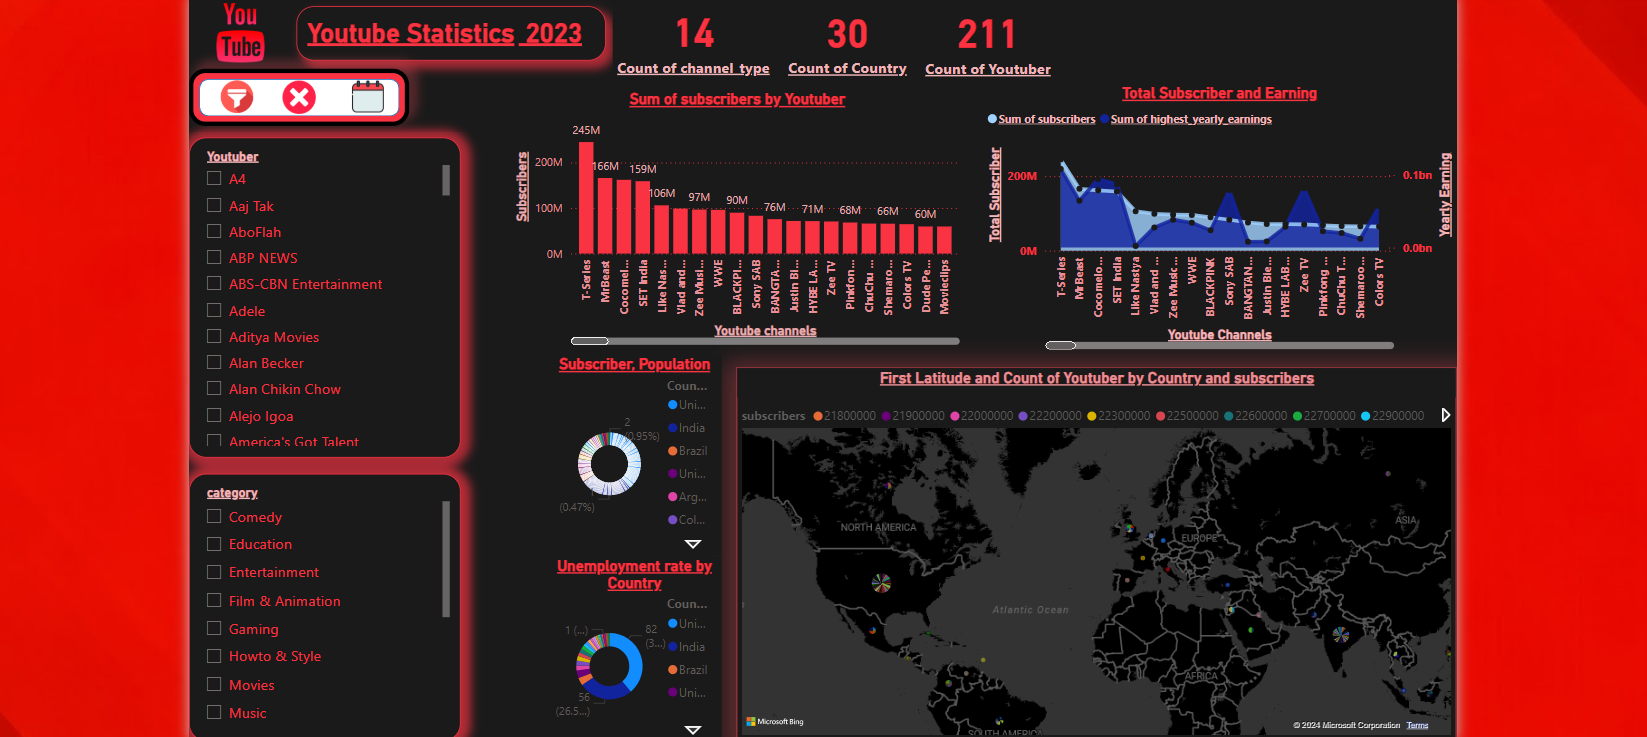 You
Tube
Youtube Statistics 2023
14
Count of channel_type
30
Count of Country
211
Count of Youtuber
Youtuber
A4
Aaj Tak
AboFlah
ABP NEWS
ABS-CBN Entertainment
Adele
Aditya Movies
Alan Becker
Alan Chikin Chow
Alejo Igoa
America's Got Talent
category
Comedy
Education
Entertainment
Film & Animation
Gaming
Howto & Style
Movies
Music
Sum of subscribers by Youtuber
Subscribers
200M
100M
0M
245M
166M
159M
106M
97M
90M
76M
71M
68M
66M
60M
T-Series
MrBeast
Cocomel...
SET India
Like Nas...
Vlad and...
Zee Musi...
WWE
BLACKPI...
Sony SAB
BANGTA...
Justin Bi...
HYBE LA...
Zee TV
Pinkfon...
ChuChu ...
Shemaro...
Colors TV
Dude Pe...
Movieclips
Youtube channels
Total Subscriber and Earning
Sum of subscribers
Sum of highest_yearly_earnings
Total Subscriber
200M
0M
0.1bn
0.0bn
Yearly Earning
T-Series
MrBeast
Cocomelo...
SET India
Like Nastya
Vlad and ...
Zee Music...
WWE
BLACKPINK
Sony SAB
BANGTAN...
Justin Bie...
HYBE LAB...
Zee TV
Pinkfong ...
ChuChu T...
Shemaroo...
Colors TV
Youtube Channels
Subscriber, Population
Coun...
Uni...
India
Brazil
Uni...
Arg...
Col...
2
(0.95%)
(0.47%)
Unemployment rate by
Country
Coun...
Uni...
India
Brazil
Uni...
1 (...)
82
(3...)
56
(26.5...)
First Latitude and Count of Youtuber by Country and subscribers
subscribers
21800000
21900000
22000000
22200000
22300000
22500000
22600000
22700000
22900000
NORTH AMERICA
EUROPE
ASIA
Atlantic Ocean
AFRICA
SOUTH AMERICA
Microsoft Bing
© 2024 Microsoft Corporation
Terms